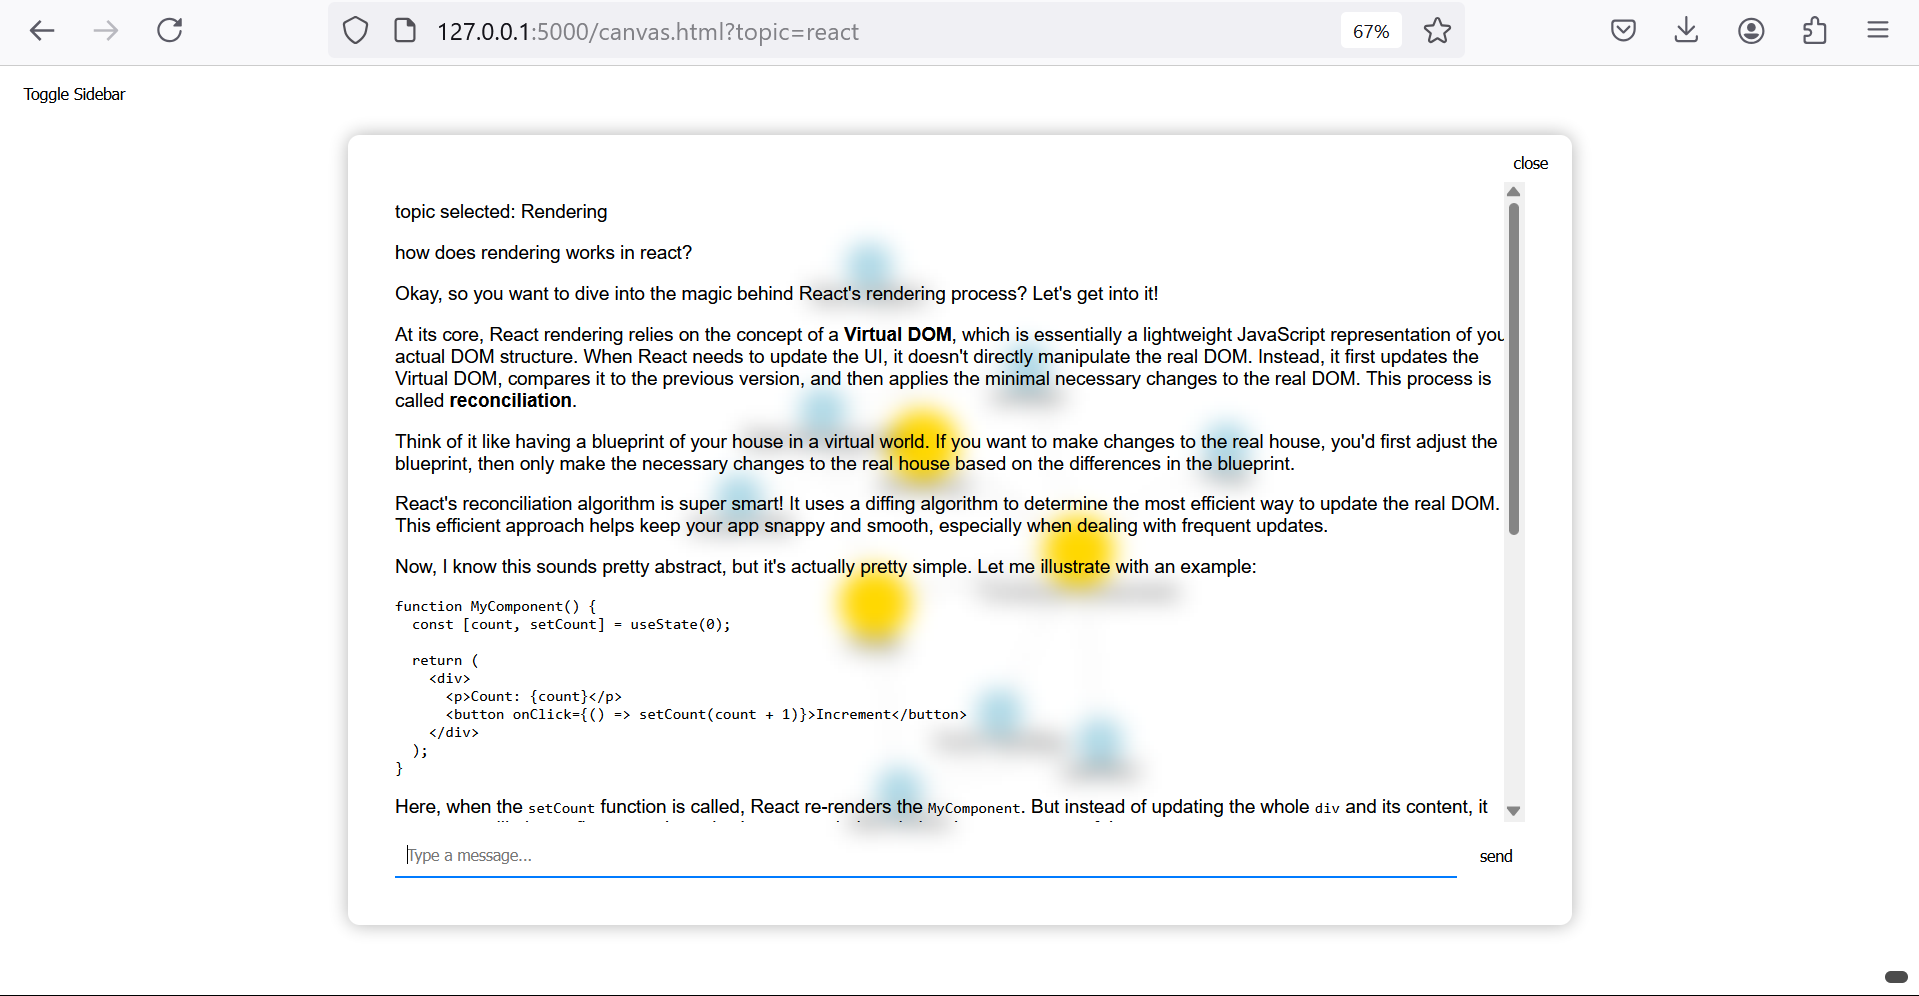 127.0.0.1:5000/canvas.html?topic=react
67%
Toggle Sidebar
close
topic selected: Rendering
how does rendering works in react?
Okay, so you want to dive into the magic behind React's rendering process? Let's get into it!
At its core, React rendering relies on the concept of a Virtual DOM, which is essentially a lightweight JavaScript representation of you
actual DOM structure. When React needs to update the UI, it doesn't directly manipulate the real DOM. Instead, it first updates the
Virtual DOM, compares it to the previous version, and then applies the minimal necessary changes to the real DOM. This process is
called reconciliation.
Think of it like having a blueprint of your house in a virtual world. If you want to make changes to the real house, you'd first adjust the
blueprint, then only make the necessary changes to the real house based on the differences in the blueprint.
React's reconciliation algorithm is super smart! It uses a diffing algorithm to determine the most efficient way to update the real DOM.
This efficient approach helps keep your app snappy and smooth, especially when dealing with frequent updates.
Now, I know this sounds pretty abstract, but it's actually pretty simple. Let me illustrate with an example:
function MyComponent() {
  const [count, setCount] = useState(0);
  return (
    <div>
      <p>Count: {count}</p>
      <button onClick={() => setCount(count + 1)}>Increment</button>
    </div>
  );
}
Here, when the setCount function is called, React re-renders the MyComponent. But instead of updating the whole div and its content, it
Type a message...
send